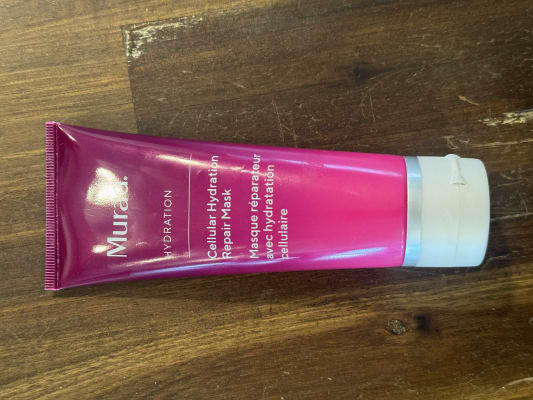 Murad.
HYDRATION
Cellular Hydration
Repair Mask
Masque réparateur
avec hydratation
cellulaire